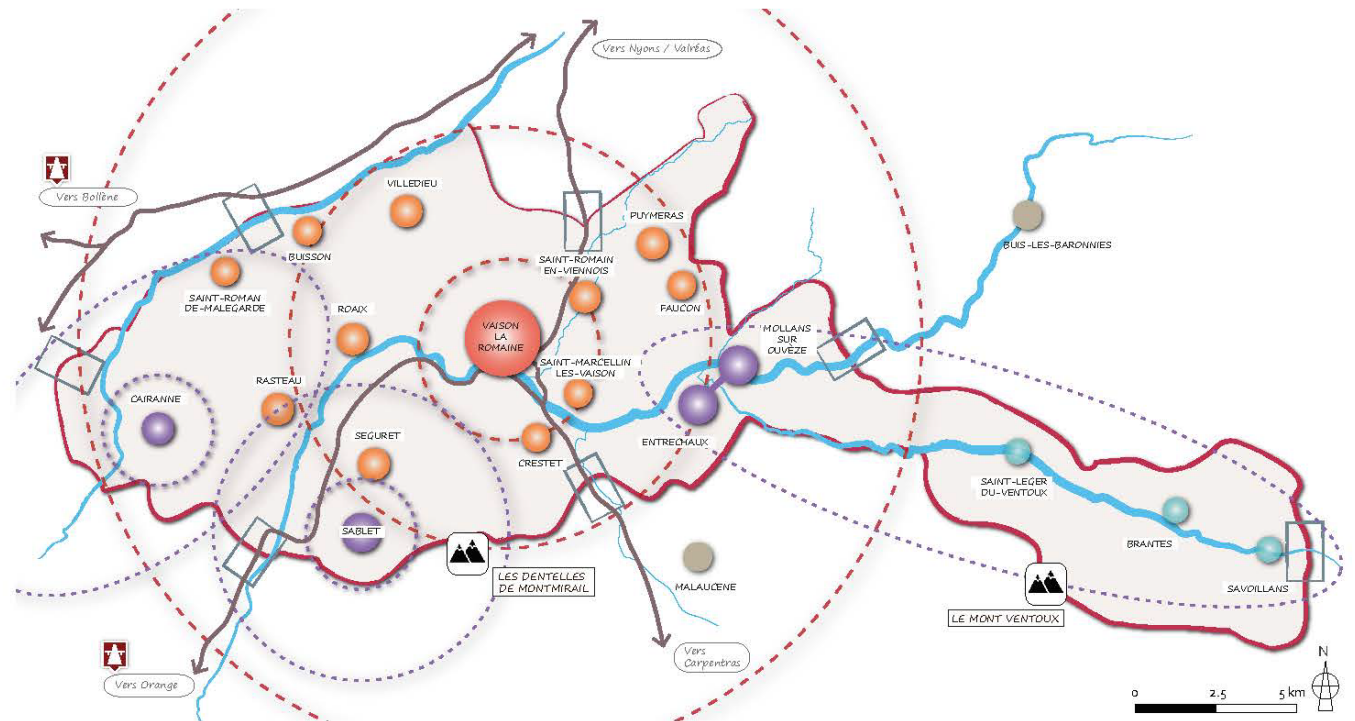 Vers Nyons / Valréas
Vers Bollène
VILLEDIEU
BUISSON
PUYMERAS
SAINT-ROMAIN
EN-VIENNOIS
BUIS-LES-BARONNIES
SAINT-ROMAN
DE-MALEGARDE
ROAIX
FAUCON
VAISON
LA
ROMAINE
MOLLANS
SUR
OUVÈZE
SAINT-MARCELLIN
LES-VAISON
RASTEAU
CAIRANNE
SEGURET
ENTRECHAUX
CRESTET
SAINT-LEGER
DU-VENTOUX
SABLET
BRANTES
LES DENTELLES
DE MONTMIRAIL
MALAUCENE
SAVOILLANS
LE MONT VENTOUX
Vers
Carpentras
Vers Orange
N
0 2.5 5 km